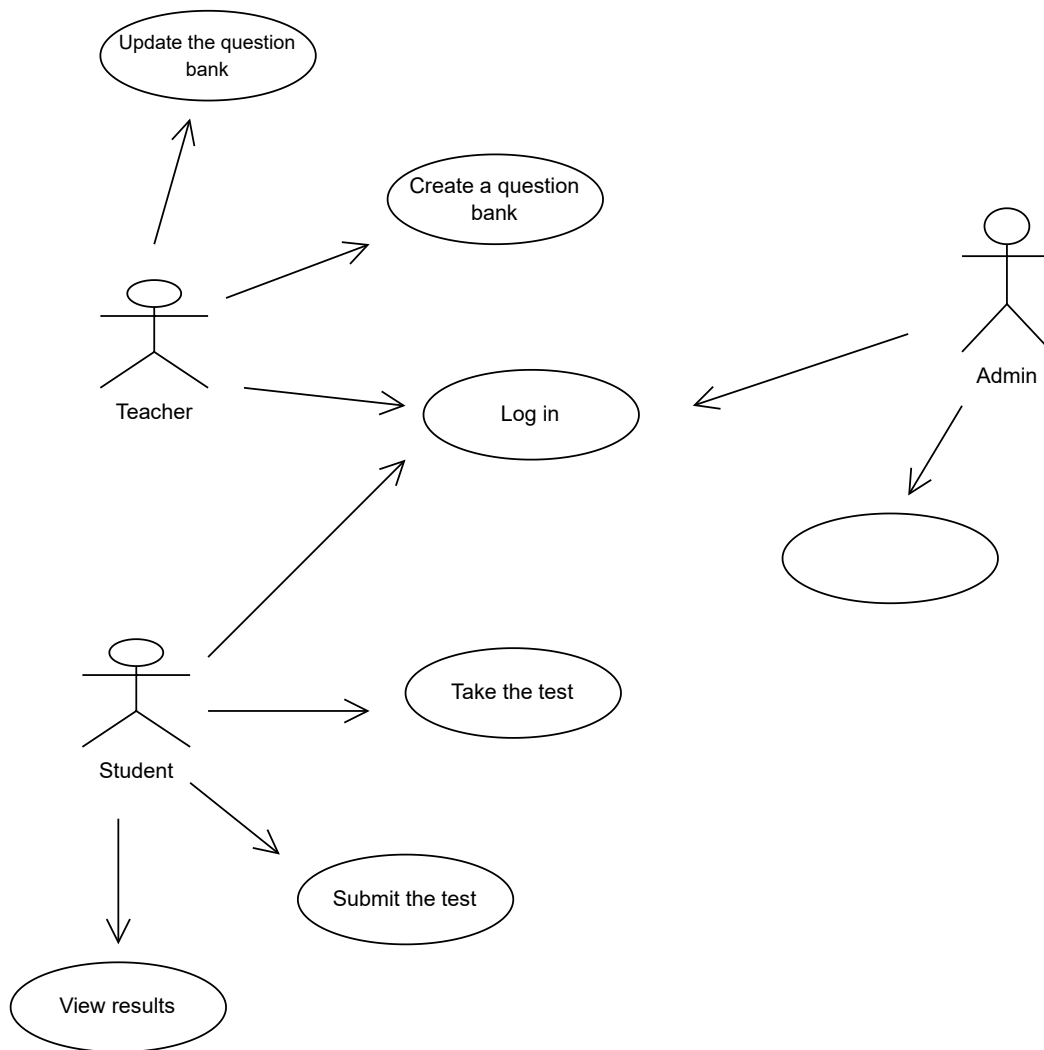 Update the question
bank
Create a question
bank
Teacher
Admin
Log in
Take the test
Student
Submit the test
View results